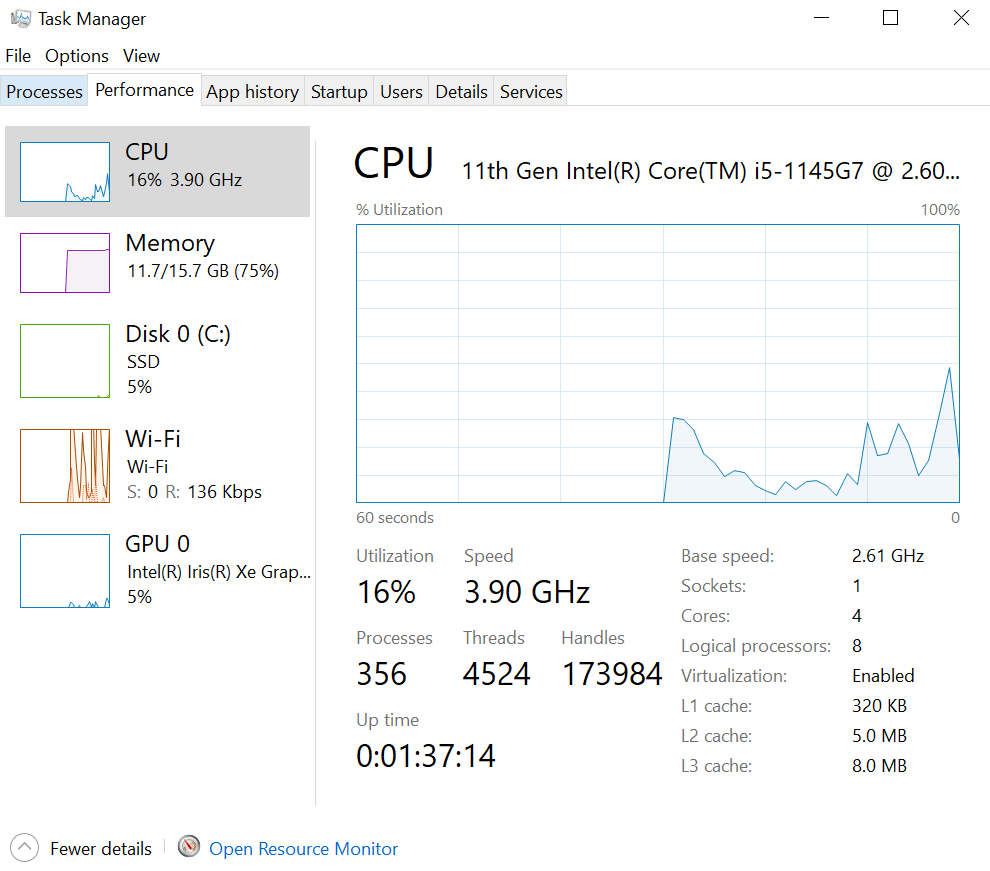 Task Manager
File Options View
Processes Performance App history Startup Users Details Services
CPU
16% 3.90 GHz
Memory
11.7/15.7 GB (75%)
Disk 0 (C:)
SSD
5%
Wi-Fi
Wi-Fi
S: 0 R: 136 Kbps
GPU 0
Intel(R) Iris(R) Xe Grap...
5%
CPU 11th Gen Intel(R) Core(TM) i5-1145G7 @ 2.60...
% Utilization 100%
60 seconds 0
Utilization Speed
16% 3.90 GHz
Processes Threads Handles
356 4524 173984
Up time
0:01:37:14
Base speed: 2.61 GHz
Sockets: 1
Cores: 4
Logical processors: 8
Virtualization: Enabled
L1 cache: 320 KB
L2 cache: 5.0 MB
L3 cache: 8.0 MB
Fewer details Open Resource Monitor